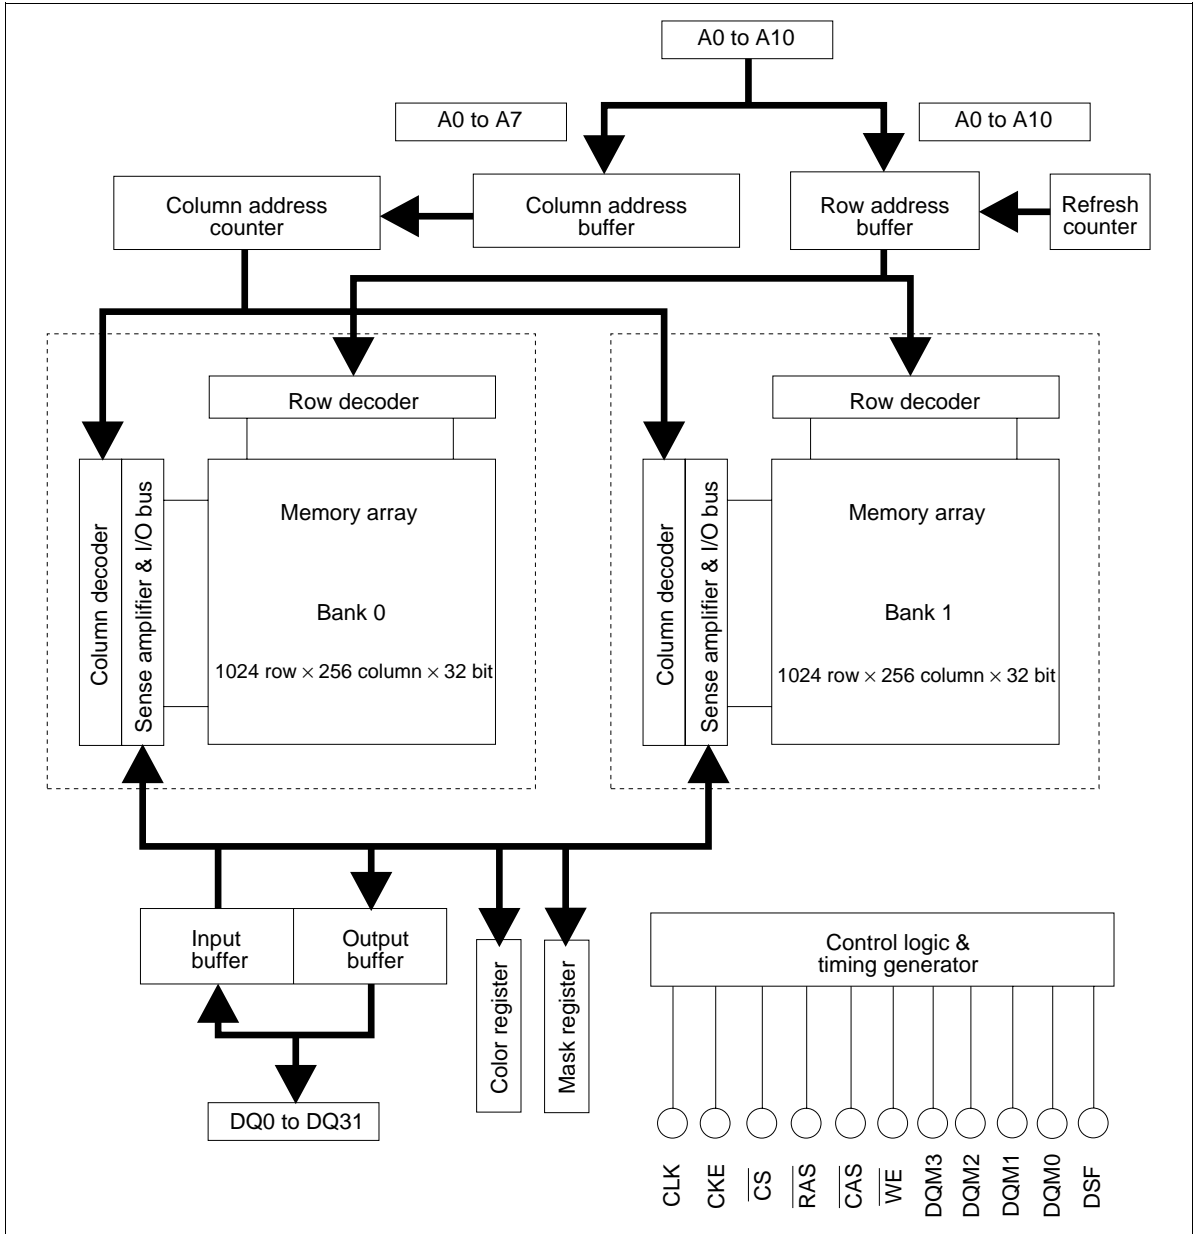 A0 to A10
A0 to A7
A0 to A10
Column address
counter
Column address
buffer
Row address
buffer
Refresh
counter
Row decoder
Row decoder
Column decoder
Sense amplifier & I/O bus
Memory array
Bank 0
1024 row × 256 column × 32 bit
Column decoder
Sense amplifier & I/O bus
Memory array
Bank 1
1024 row × 256 column × 32 bit
Input
buffer
Output
buffer
Color register
Mask register
Control logic &
timing generator
DQ0 to DQ31
CLK
CKE
C̅S̅
R̅A̅S̅
C̅A̅S̅
W̅E̅
DQM3
DQM2
DQM1
DQM0
DSF